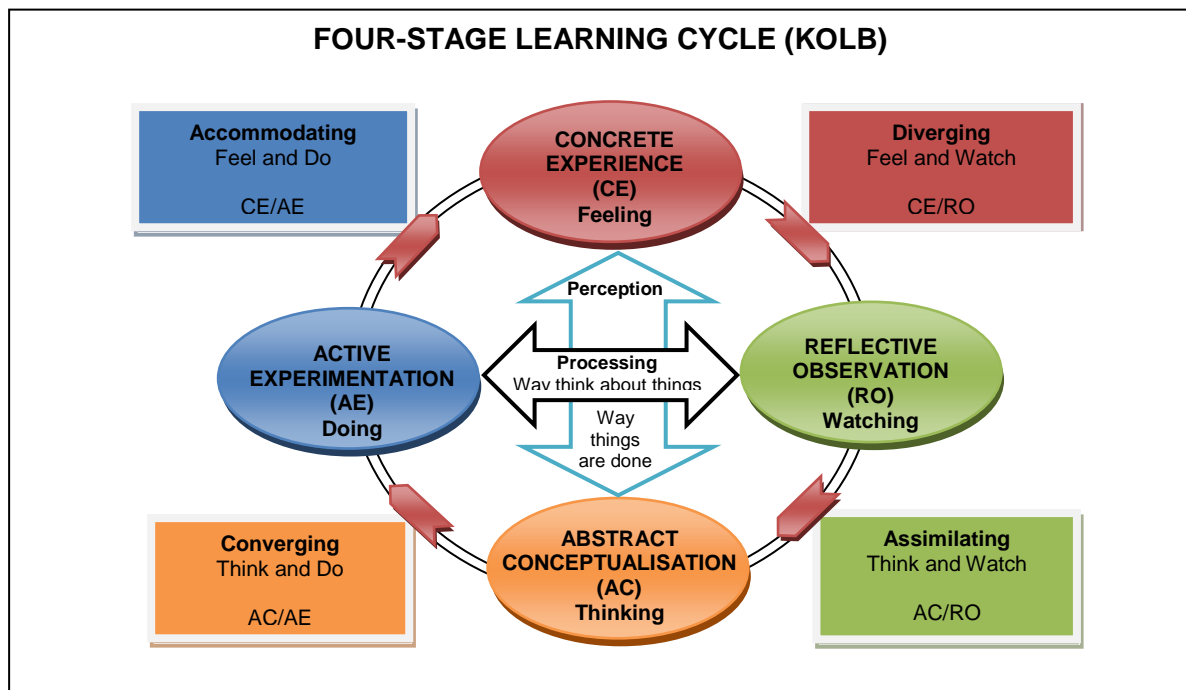 FOUR-STAGE LEARNING CYCLE (KOLB)
Accommodating
Feel and Do
CE/AE
CONCRETE
EXPERIENCE
(CE)
Feeling
Diverging
Feel and Watch
CE/RO
Perception
ACTIVE
EXPERIMENTATION
(AE)
Doing
Processing
Way think about things
Way
things
are done
REFLECTIVE
OBSERVATION
(RO)
Watching
Converging
Think and Do
AC/AE
ABSTRACT
CONCEPTUALISATION
(AC)
Thinking
Assimilating
Think and Watch
AC/RO